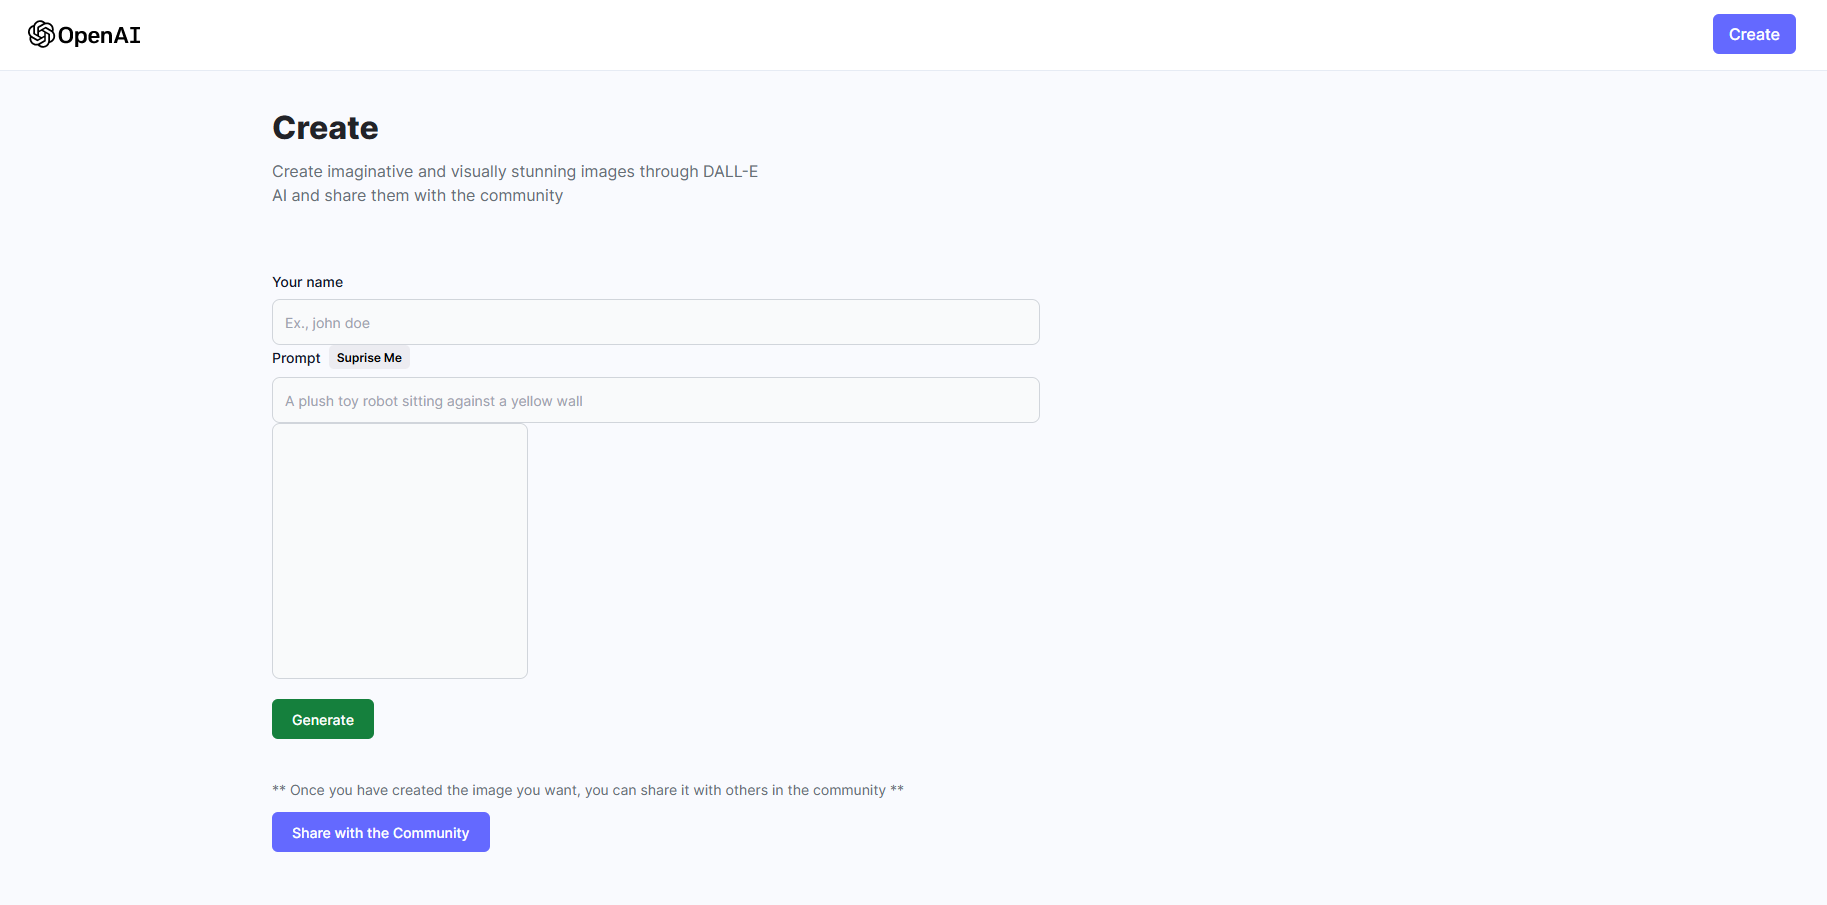 OpenAI
Create
Create
Create imaginative and visually stunning images through DALL-E
AI and share them with the community
Your name
Ex., john doe
Prompt Suprise Me
A plush toy robot sitting against a yellow wall
Generate
** Once you have created the image you want, you can share it with others in the community **
Share with the Community